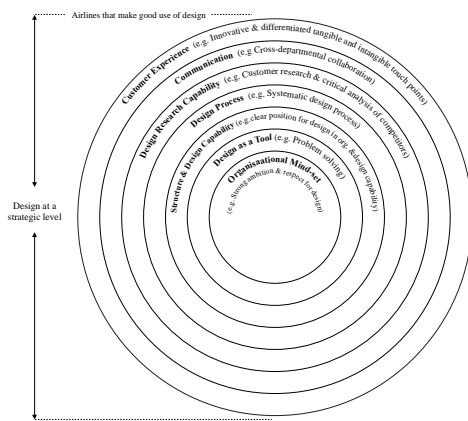 Airlines that make good use of design
Customer Experience (e.g. Innovative & differentiated tangible and intangible touch points)
Communication (e.g Cross-departmental collaboration)
Design Research Capability (e.g. Customer research & critical analysis of competitors)
Design Process (e.g. Systematic design process)
Structure & Design Capability (e.g.,clear position for design in org. &design capability)
Design as a Tool (e.g. Problem solving)
Organisaational Mind-set
(e.g. Strong ambition & respect for design)
Design at a
strategic level